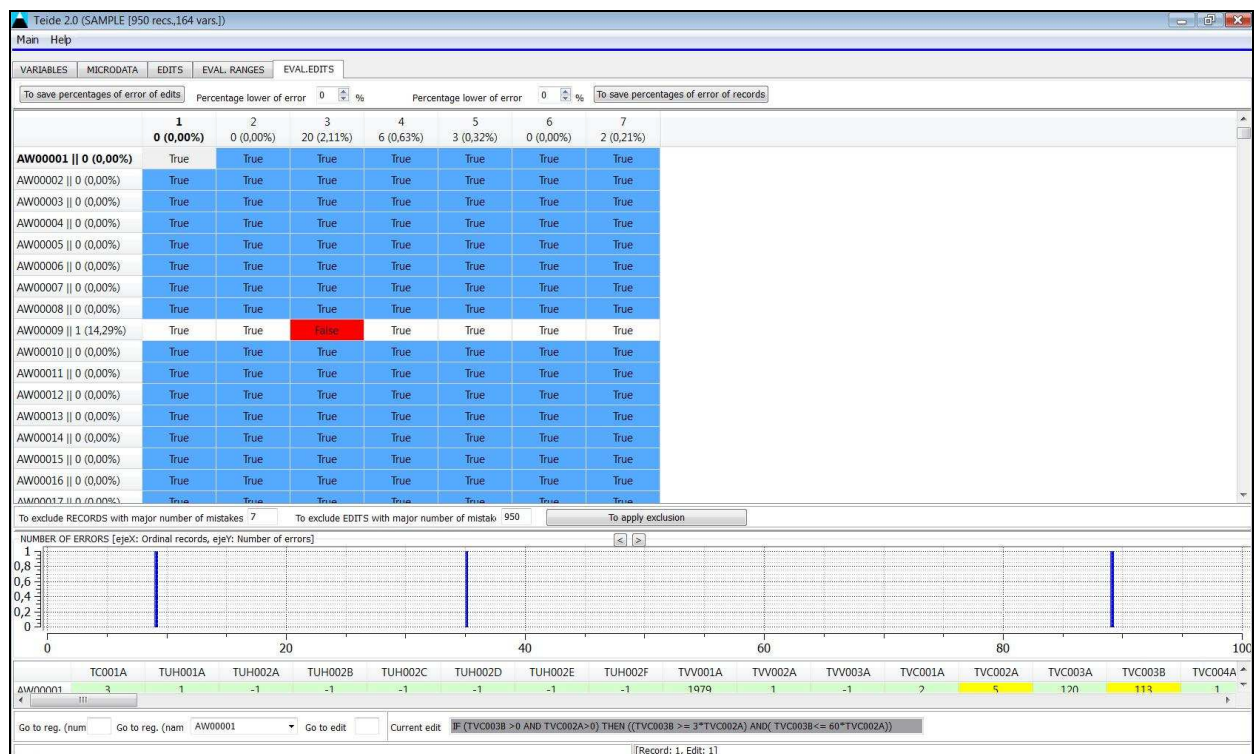 Teide 2.0 (SAMPLE [950 recs.,164 vars.])
Main Help
VARIABLES MICRODATA EDITS EVAL. RANGES EVAL.EDITS
To save percentages of error of edits Percentage lower of error 0 % Percentage lower of error 0 % To save percentages of error of records
1 2 3 4 5 6 7
0 (0,00%) 0 (0,00%) 20 (2,11%) 6 (0,63%) 3 (0,32%) 0 (0,00%) 2 (0,21%)
AW00001 || 0 (0,00%) True True True True True True True
AW00002 || 0 (0,00%) True True True True True True True
AW00003 || 0 (0,00%) True True True True True True True
AW00004 || 0 (0,00%) True True True True True True True
AW00005 || 0 (0,00%) True True True True True True True
AW00006 || 0 (0,00%) True True True True True True True
AW00007 || 0 (0,00%) True True True True True True True
AW00008 || 0 (0,00%) True True True True True True True
AW00009 || 1 (14,29%) True True False True True True True
AW00010 || 0 (0,00%) True True True True True True True
AW00011 || 0 (0,00%) True True True True True True True
AW00012 || 0 (0,00%) True True True True True True True
AW00013 || 0 (0,00%) True True True True True True True
AW00014 || 0 (0,00%) True True True True True True True
AW00015 || 0 (0,00%) True True True True True True True
AW00016 || 0 (0,00%) True True True True True True True
AW00017 || 0 (0,00%) True True True True True True True
To exclude RECORDS with major number of mistakes 7 To exclude EDITS with major number of mistak 950 To apply exclusion
NUMBER OF ERRORS [ejeX: Ordinal records, ejeY: Number of errors] < >
1
0,8
0,6
0,4
0,2
0
0 20 40 60 80 100
TC001A TUH001A TUH002A TUH002B TUH002C TUH002D TUH002E TUH002F TVV001A TVV002A TVV003A TVC001A TVC002A TVC003A TVC003B TVC004A
AW00001 3 1 -1 -1 -1 -1 -1 -1 1979 1 -1 2 5 120 113 1
Go to reg. (num Go to reg. (nam AW00001 Go to edit Current edit IF (TVC003B >0 AND TVC002A>0) THEN ((TVC003B >= 3*TVC002A) AND( TVC003B<= 60*TVC002A))
[Record: 1, Edit: 1]